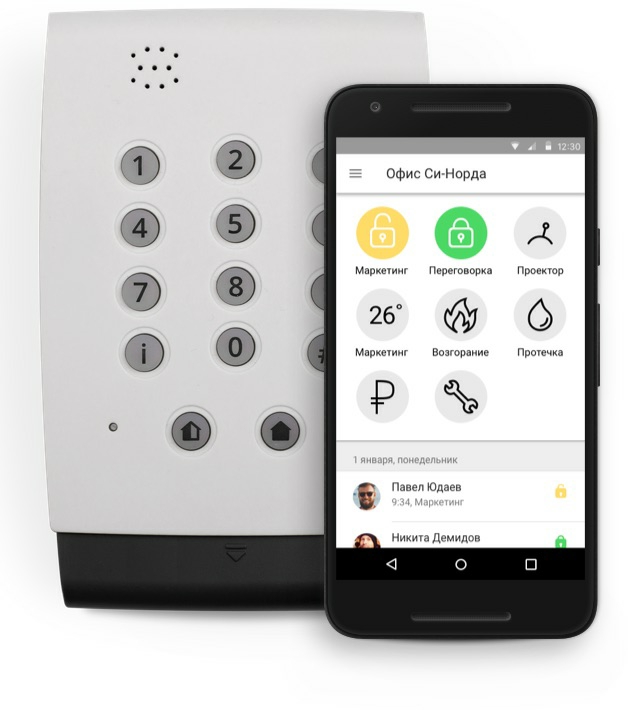 1 2
4 5
7 8
i 0 #
12:30
Офис Си-Норда
Маркетинг Переговорка Проектор
26° Маркетинг Возгорание Протечка
₽
1 января, понедельник
Павел Юдаев
9:34, Маркетинг
Никита Демидов